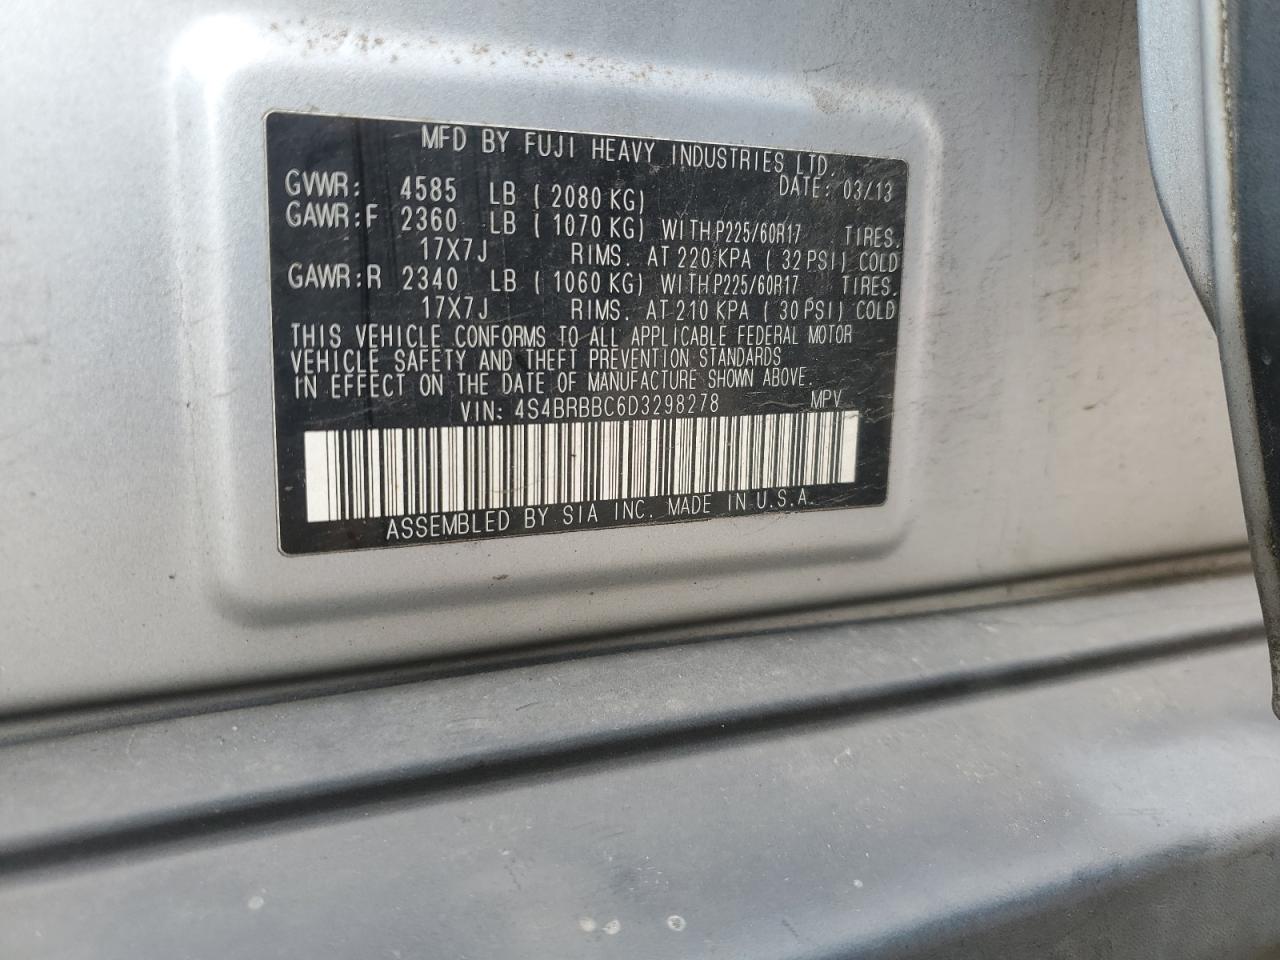 MFD BY FUJI HEAVY INDUSTRIES LTD.
DATE: 03/13
GVWR: 4585 LB ( 2080 KG)
GAWR:F 2360 LB ( 1070 KG) WITH P225/60R17 TIRES.
17X7J RIMS. AT 220 KPA ( 32 PSI) COLD
GAWR:R 2340 LB ( 1060 KG) WITH P225/60R17 TIRES.
17X7J RIMS. AT 210 KPA ( 30 PSI) COLD
THIS VEHICLE CONFORMS TO ALL APPLICABLE FEDERAL MOTOR
VEHICLE SAFETY AND THEFT PREVENTION STANDARDS
IN EFFECT ON THE DATE OF MANUFACTURE SHOWN ABOVE.
VIN: 4S4BRBBC6D3298278 MPV
ASSEMBLED BY SIA INC. MADE IN U.S.A.